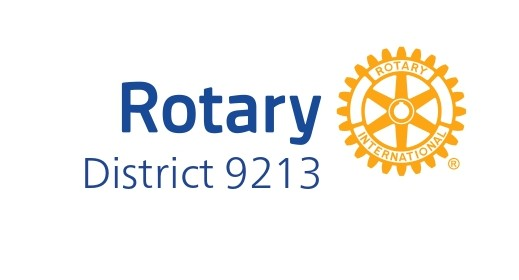 Rotary
District 9213
ROTARY
INTERNATIONAL
®